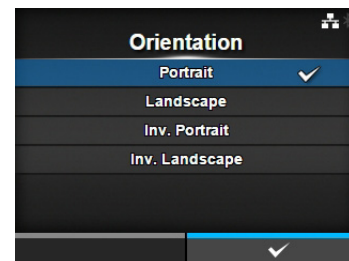 Orientation
Portrait
Landscape
Inv. Portrait
Inv. Landscape